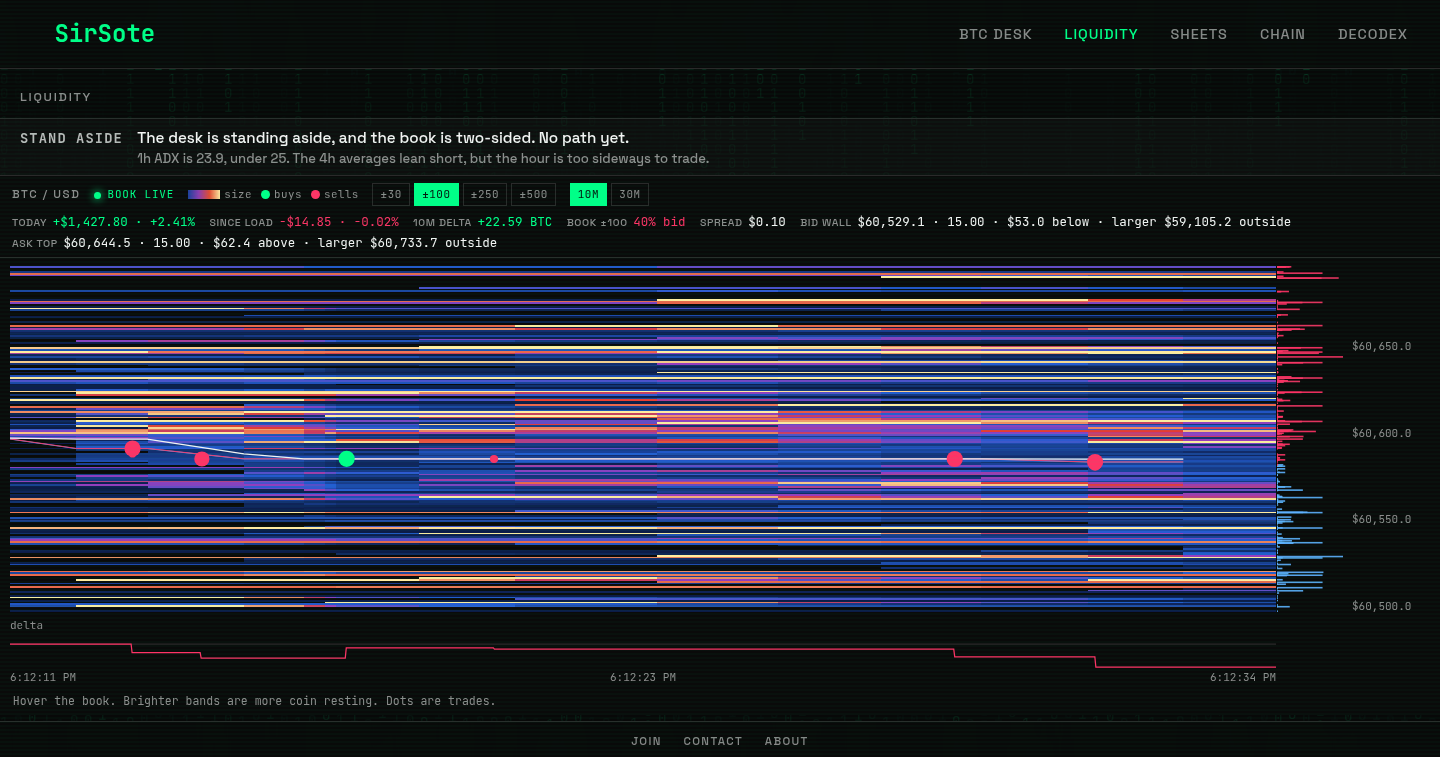 SirSote
BTC DESK LIQUIDITY SHEETS CHAIN DECODEX
LIQUIDITY
STAND ASIDE The desk is standing aside, and the book is two-sided. No path yet.
1h ADX is 23.9, under 25. The 4h averages lean short, but the hour is too sideways to trade.
BTC / USD BOOK LIVE size buys sells ±30 ±100 ±250 ±500 10M 30M
TODAY +$1,427.80 · +2.41% SINCE LOAD -$14.85 · -0.02% 10M DELTA +22.59 BTC BOOK ±100 40% bid SPREAD $0.10 BID WALL $60,529.1 · 15.00 · $53.0 below · larger $59,105.2 outside
ASK TOP $60,644.5 · 15.00 · $62.4 above · larger $60,733.7 outside
$60,650.0
$60,600.0
$60,550.0
$60,500.0
delta
6:12:11 PM 6:12:23 PM 6:12:34 PM
Hover the book. Brighter bands are more coin resting. Dots are trades.
JOIN CONTACT ABOUT